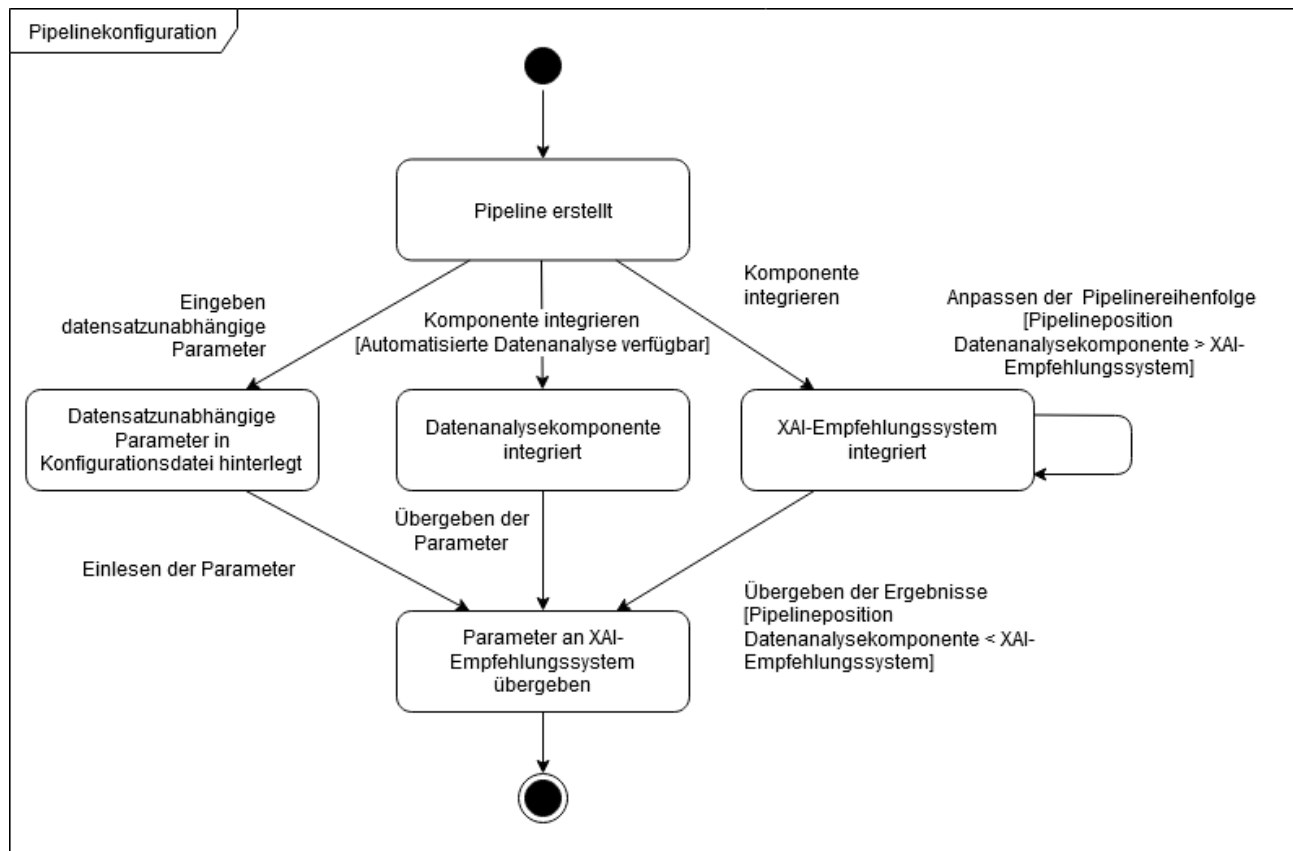 Pipelinekonfiguration
Pipeline erstellt
Eingeben
datensatzunabhängige
Parameter
Komponente integrieren
[Automatisierte Datenanalyse verfügbar]
Komponente
integrieren
Anpassen der Pipelinereihenfolge
[Pipelineposition
Datenanalysekomponente > XAI-
Empfehlungssystem]
Datensatzunabhängige
Parameter in
Konfigurationsdatei hinterlegt
Datenanalysekomponente
integriert
XAI-Empfehlungssystem
integriert
Einlesen der Parameter
Übergeben der
Parameter
Übergeben der Ergebnisse
[Pipelineposition
Datenanalysekomponente < XAI-
Empfehlungssystem]
Parameter an XAI-
Empfehlungssystem
übergeben